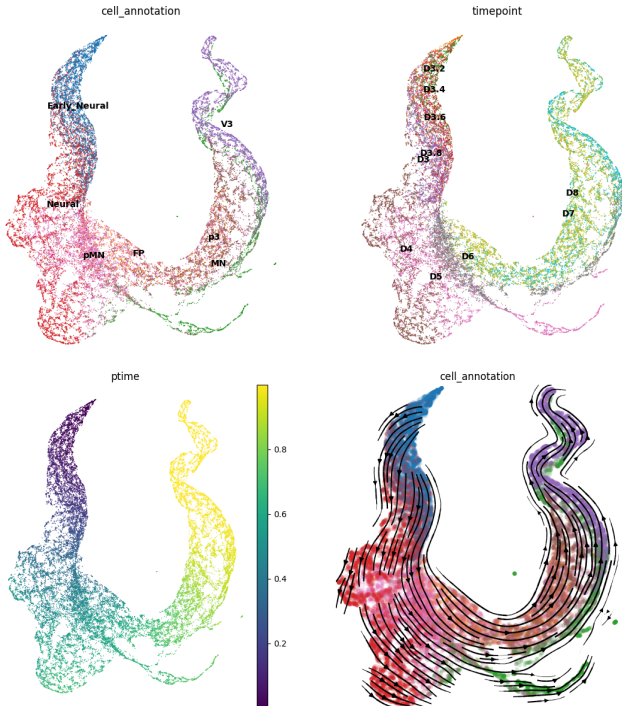 cell_annotation
timepoint
Early_Neural
V3
Neural
pMN
FP
p3
MN
D3.2
D3.4
D3.6
D3.8
D3
D8
D7
D4
D6
D5
ptime
cell_annotation
0.8
0.6
0.4
0.2